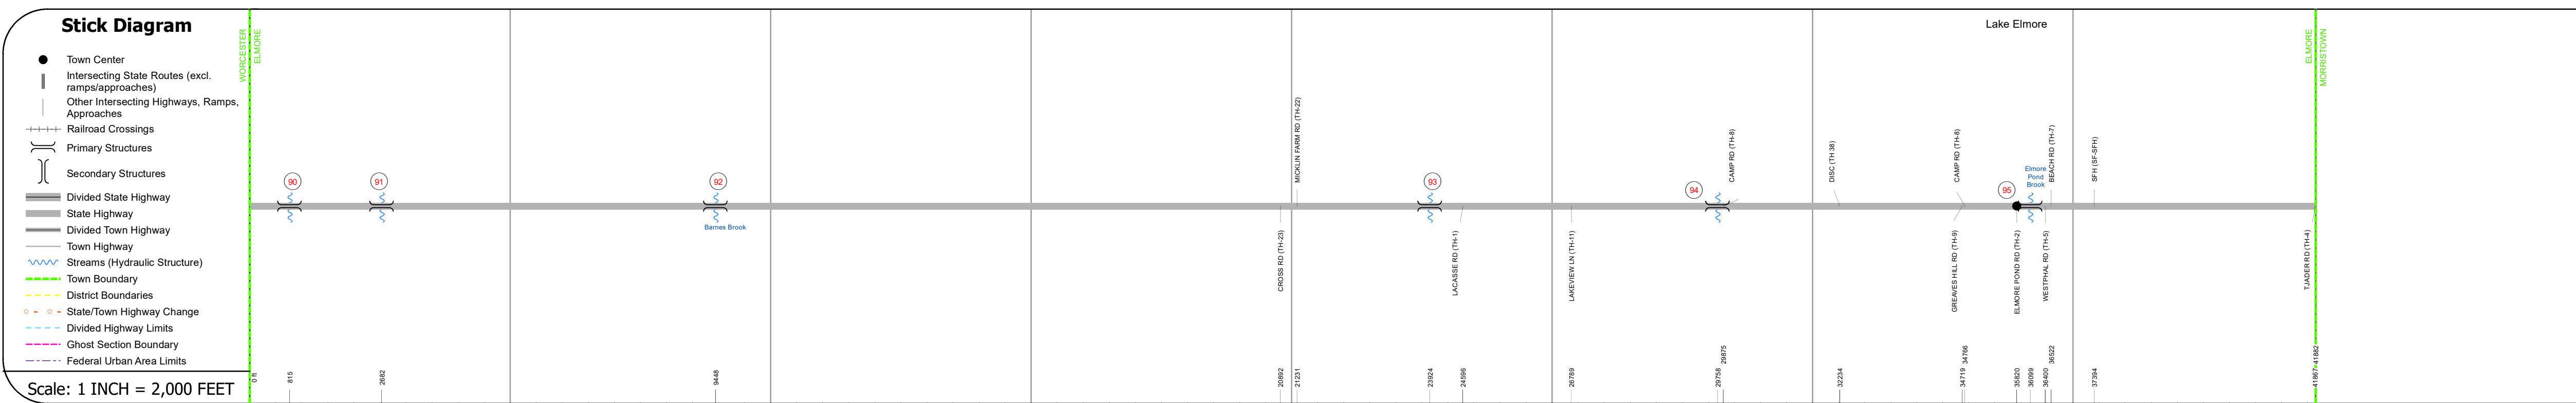 Stick Diagram
Town Center
Intersecting State Routes (excl.
ramps/approaches)
Other Intersecting Highways, Ramps,
Approaches
Railroad Crossings
Primary Structures
Secondary Structures
Divided State Highway
State Highway
Divided Town Highway
Town Highway
Streams (Hydraulic Structure)
Town Boundary
District Boundaries
State/Town Highway Change
Divided Highway Limits
Ghost Section Boundary
Federal Urban Area Limits
Scale: 1 INCH = 2,000 FEET
WORCESTER
ELMORE
Lake Elmore
ELMORE
MORRISTOWN
90
91
92
Barnes Brook
93
94
95
Elmore
Pond
Brook
MICKLIN FARM RD (TH-22)
CAMP RD (TH-8)
DISC (TH 38)
CAMP RD (TH-8)
BEACH RD (TH-7)
SFH (SF-SFH)
CROSS RD (TH-23)
LACASSE RD (TH-1)
LAKEVIEW LN (TH-11)
GREAVES HILL RD (TH-9)
ELMORE POND RD (TH-2)
WESTPHAL RD (TH-5)
TJADER RD (TH-4)
0 ft
815
2682
9448
20892
21231
23924
24596
26789
29758
29875
32234
34719
34766
35820
36099
36400
36522
37394
41867
41882